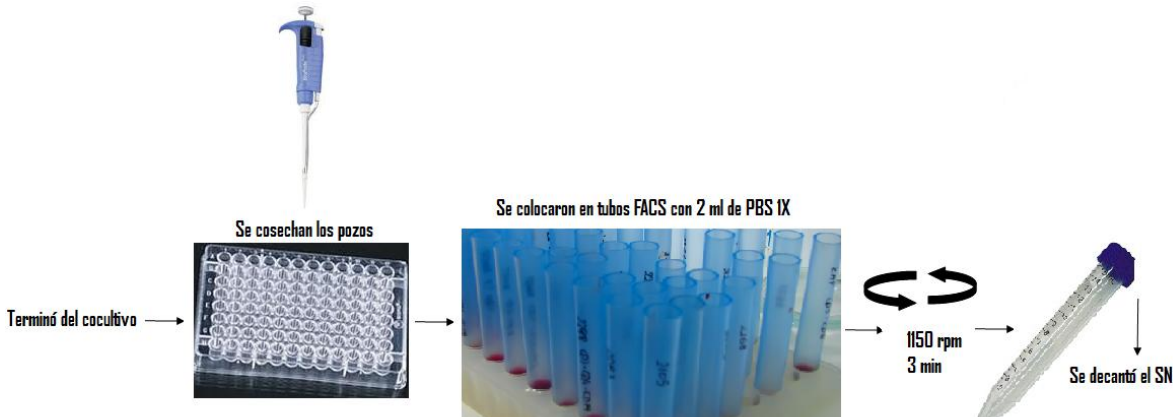 Se colocaron en tubos FACS con 2 ml de PBS 1X
Se cosechan los pozos
Terminó del cocultivo
1150 rpm
3 min
Se decantó el SN